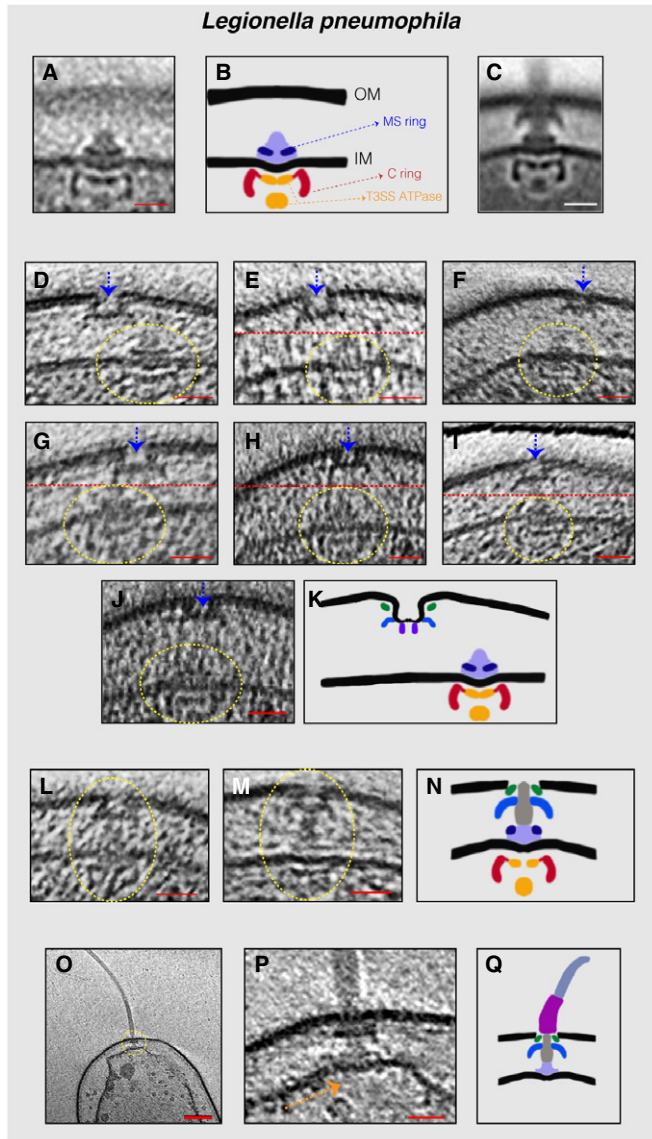 Legionella pneumophila
A
B
OM
MS ring
IM
C ring
T3SS ATPase
C
D
E
F
G
H
I
J
K
L
M
N
O
P
Q